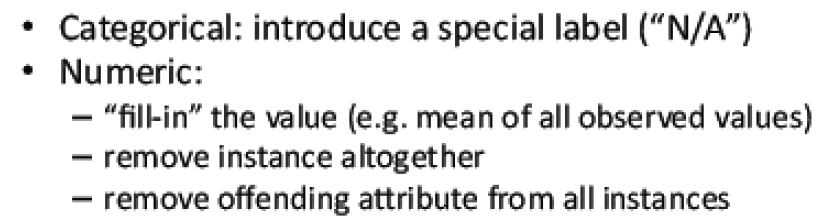 • Categorical: introduce a special label (“N/A”)
• Numeric:
– “fill-in” the value (e.g. mean of all observed values)
– remove instance altogether
– remove offending attribute from all instances